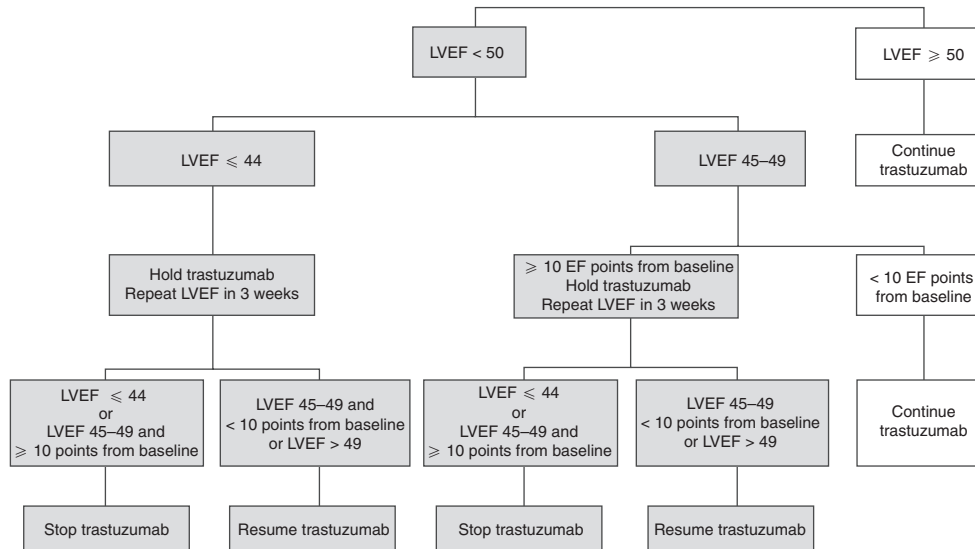 LVEF < 50
LVEF ⩾ 50
LVEF ⩽ 44
LVEF 45–49
Continue
trastuzumab
Hold trastuzumab
Repeat LVEF in 3 weeks
⩾ 10 EF points from baseline
Hold trastuzumab
Repeat LVEF in 3 weeks
< 10 EF points
from baseline
LVEF ⩽ 44
or
LVEF 45–49 and
⩾ 10 points from baseline
LVEF 45–49 and
< 10 points from baseline
or LVEF > 49
LVEF ⩽ 44
or
LVEF 45–49 and
⩾ 10 points from baseline
LVEF 45–49
< 10 points from baseline
or LVEF > 49
Continue
trastuzumab
Stop trastuzumab
Resume trastuzumab
Stop trastuzumab
Resume trastuzumab